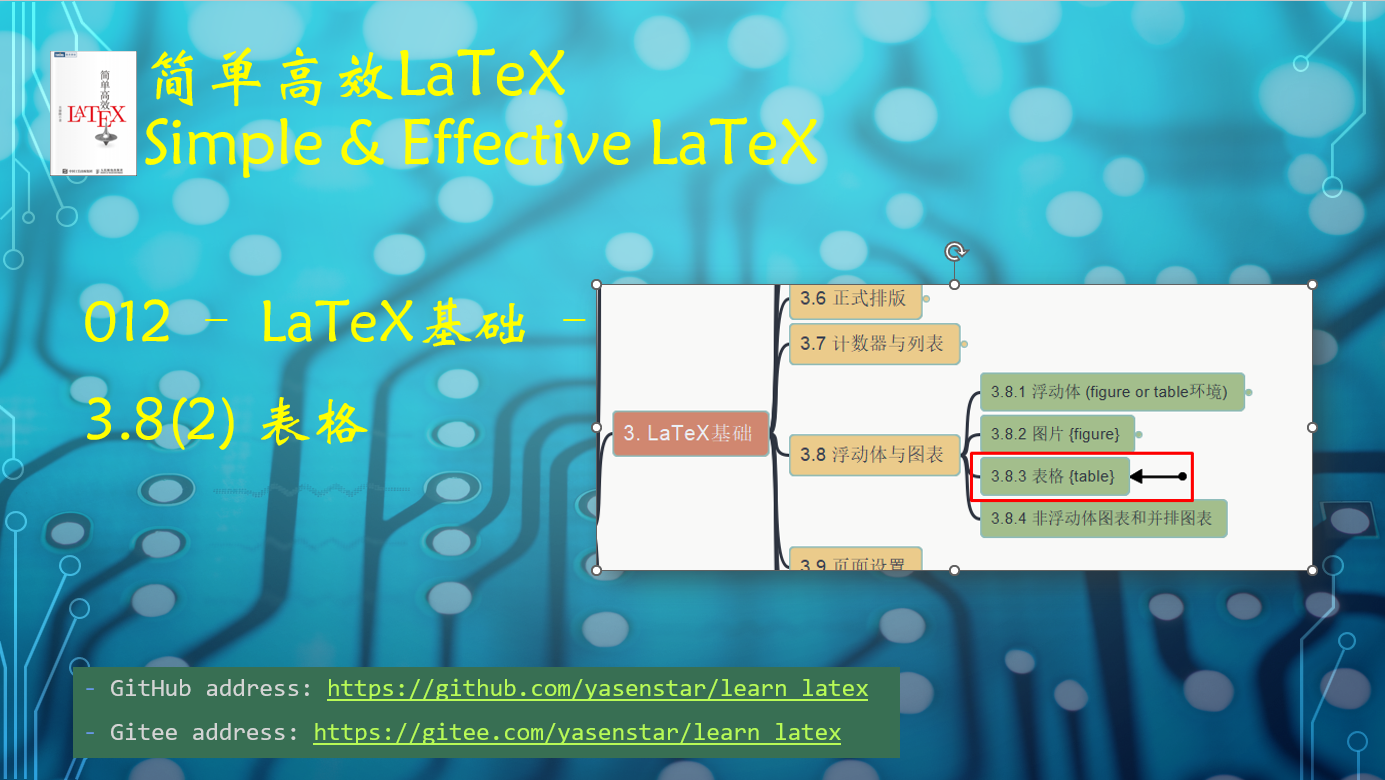 简单高效LaTeX
Simple & Effective LaTeX
简单高效
LATEX
012 - LaTeX基础 -
3.8(2) 表格
3.6 正式排版
3.7 计数器与列表
3. LaTeX基础
3.8 浮动体与图表
3.8.1 浮动体 (figure or table环境)
3.8.2 图片 {figure}
3.8.3 表格 {table}
3.8.4 非浮动体图表和并排图表
3.9 页面设置
- GitHub address: https://github.com/yasenstar/learn_latex
- Gitee address: https://gitee.com/yasenstar/learn_latex